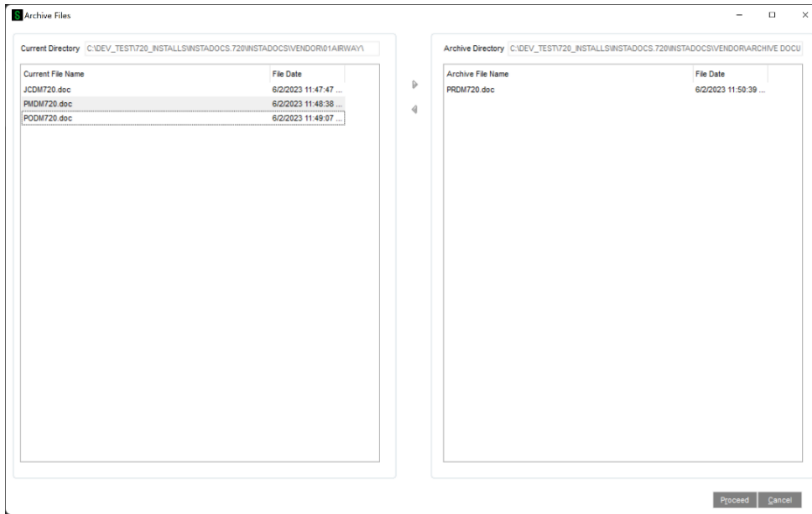 Archive Files
Current Directory C:\DEV_TEST\720_INSTALLS\INSTADOCS.720\INSTADOCS\VENDOR\01AIRWAY\
Archive Directory C:\DEV_TEST\720_INSTALLS\INSTADOCS.720\INSTADOCS\VENDOR\ARCHIVE DOCU
Current File Name File Date
JCDM720.doc 6/2/2023 11:47:47 ...
PMDM720.doc 6/2/2023 11:48:38 ...
PODM720.doc 6/2/2023 11:49:07 ...
Archive File Name File Date
PRDM720.doc 6/2/2023 11:50:39 ...
Proceed Cancel